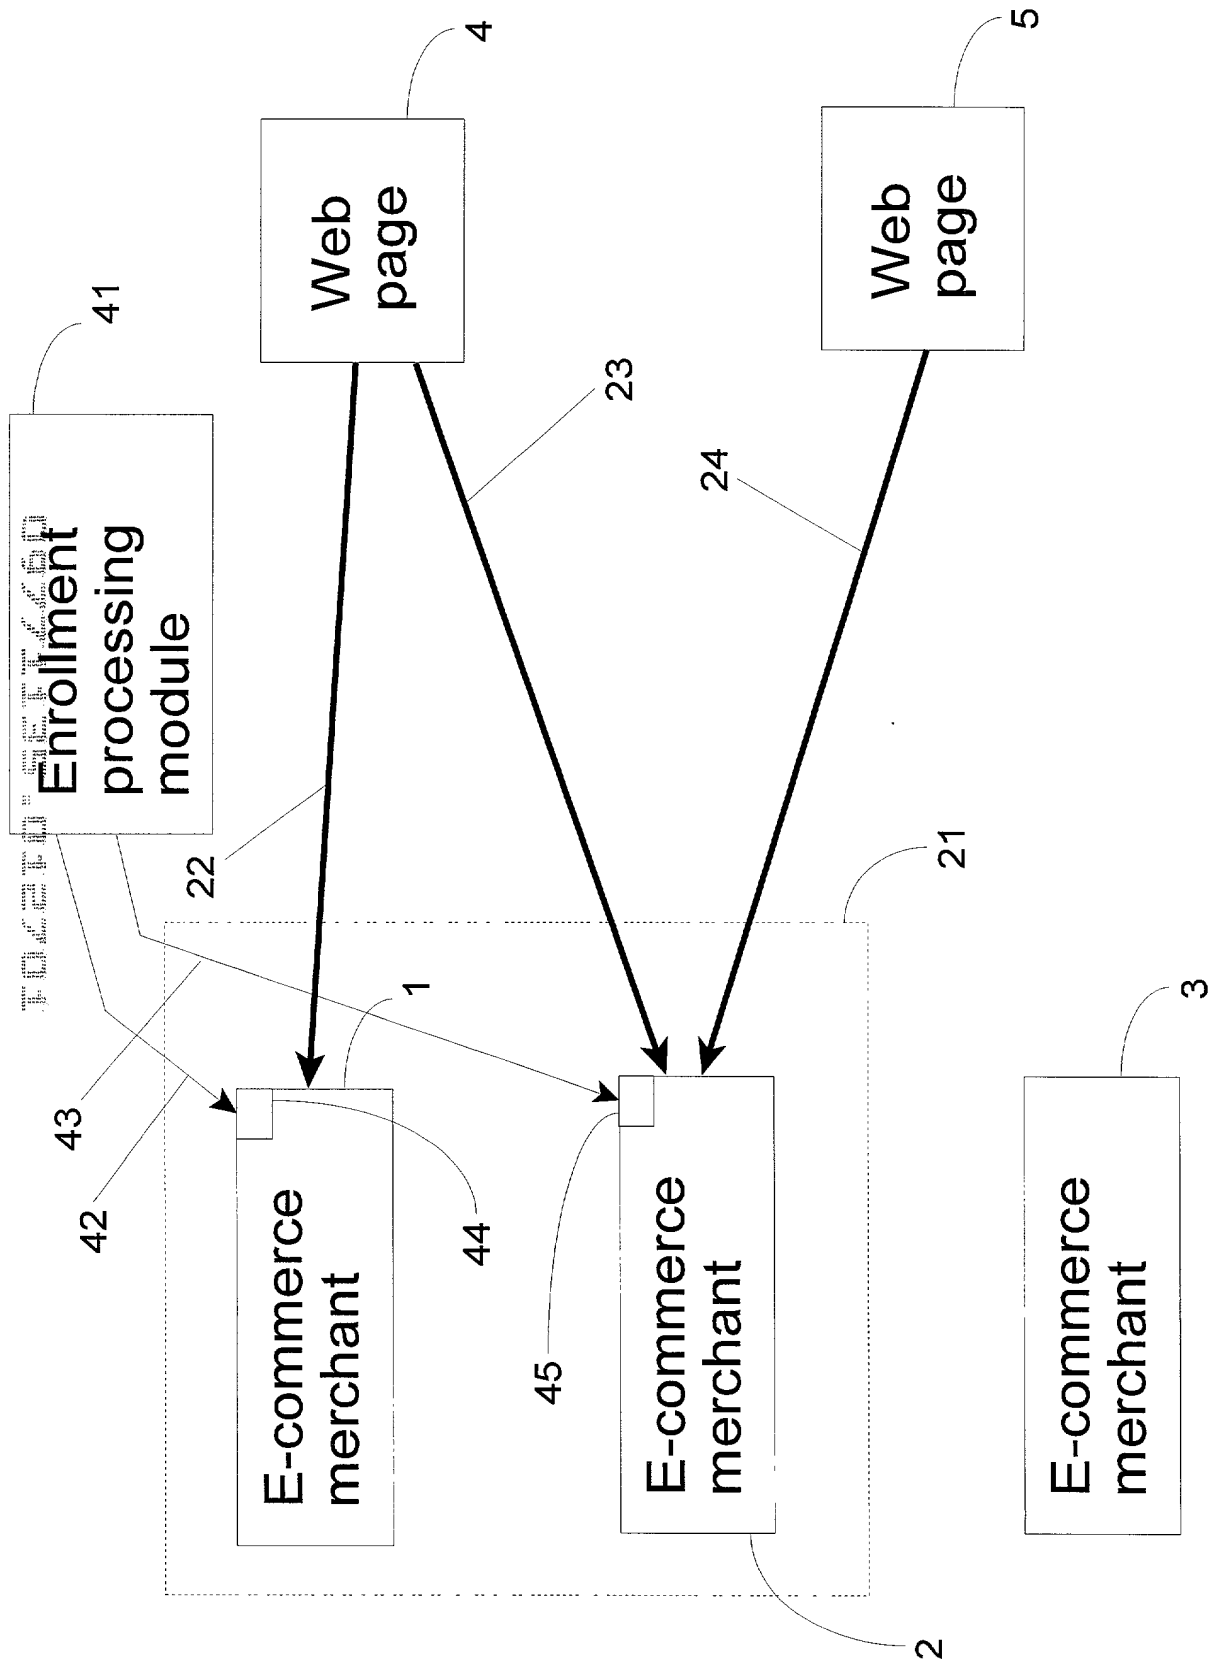 Enrollment
processing
module
41
43
42
22
E-commerce
merchant
1
Web
page
4
44
45
23
E-commerce
merchant
24
2
21
Web
page
5
E-commerce
merchant
3